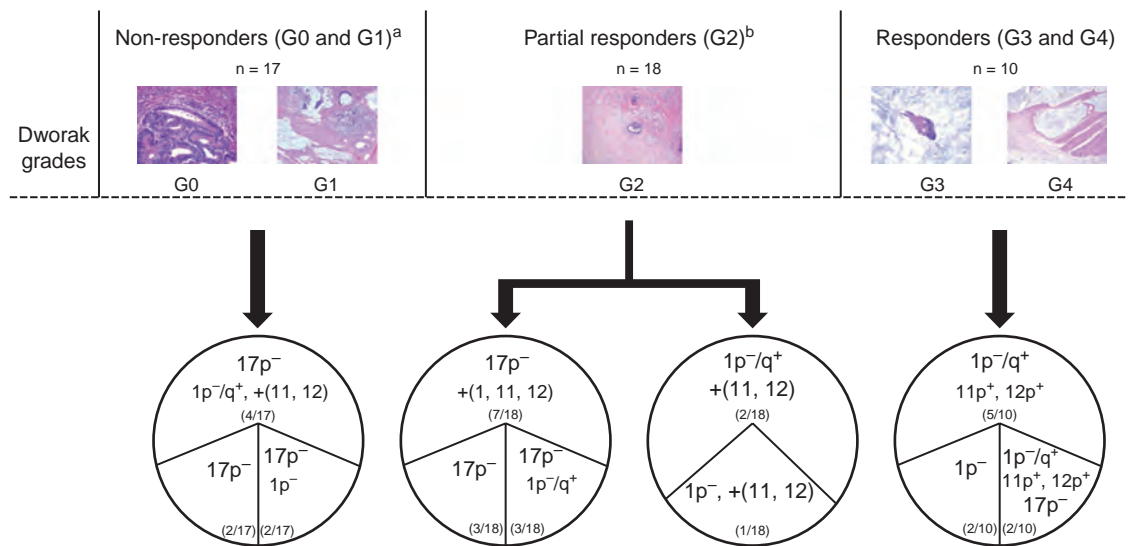 Non-responders (G0 and G1)ᵃ
n = 17
Partial responders (G2)ᵇ
n = 18
Responders (G3 and G4)
n = 10
Dworak
grades
G0
G1
G2
G3
G4
17p⁻
1p⁻/q⁺, +(11, 12)
(4/17)
17p⁻
(2/17)
17p⁻
1p⁻
(2/17)
17p⁻
+(1, 11, 12)
(7/18)
17p⁻
(3/18)
17p⁻
1p⁻/q⁺
(3/18)
1p⁻/q⁺
+(11, 12)
(2/18)
1p⁻, +(11, 12)
(1/18)
1p⁻/q⁺
11p⁺, 12p⁺
(5/10)
1p⁻
(2/10)
1p⁻/q⁺
11p⁺, 12p⁺
17p⁻
(2/10)